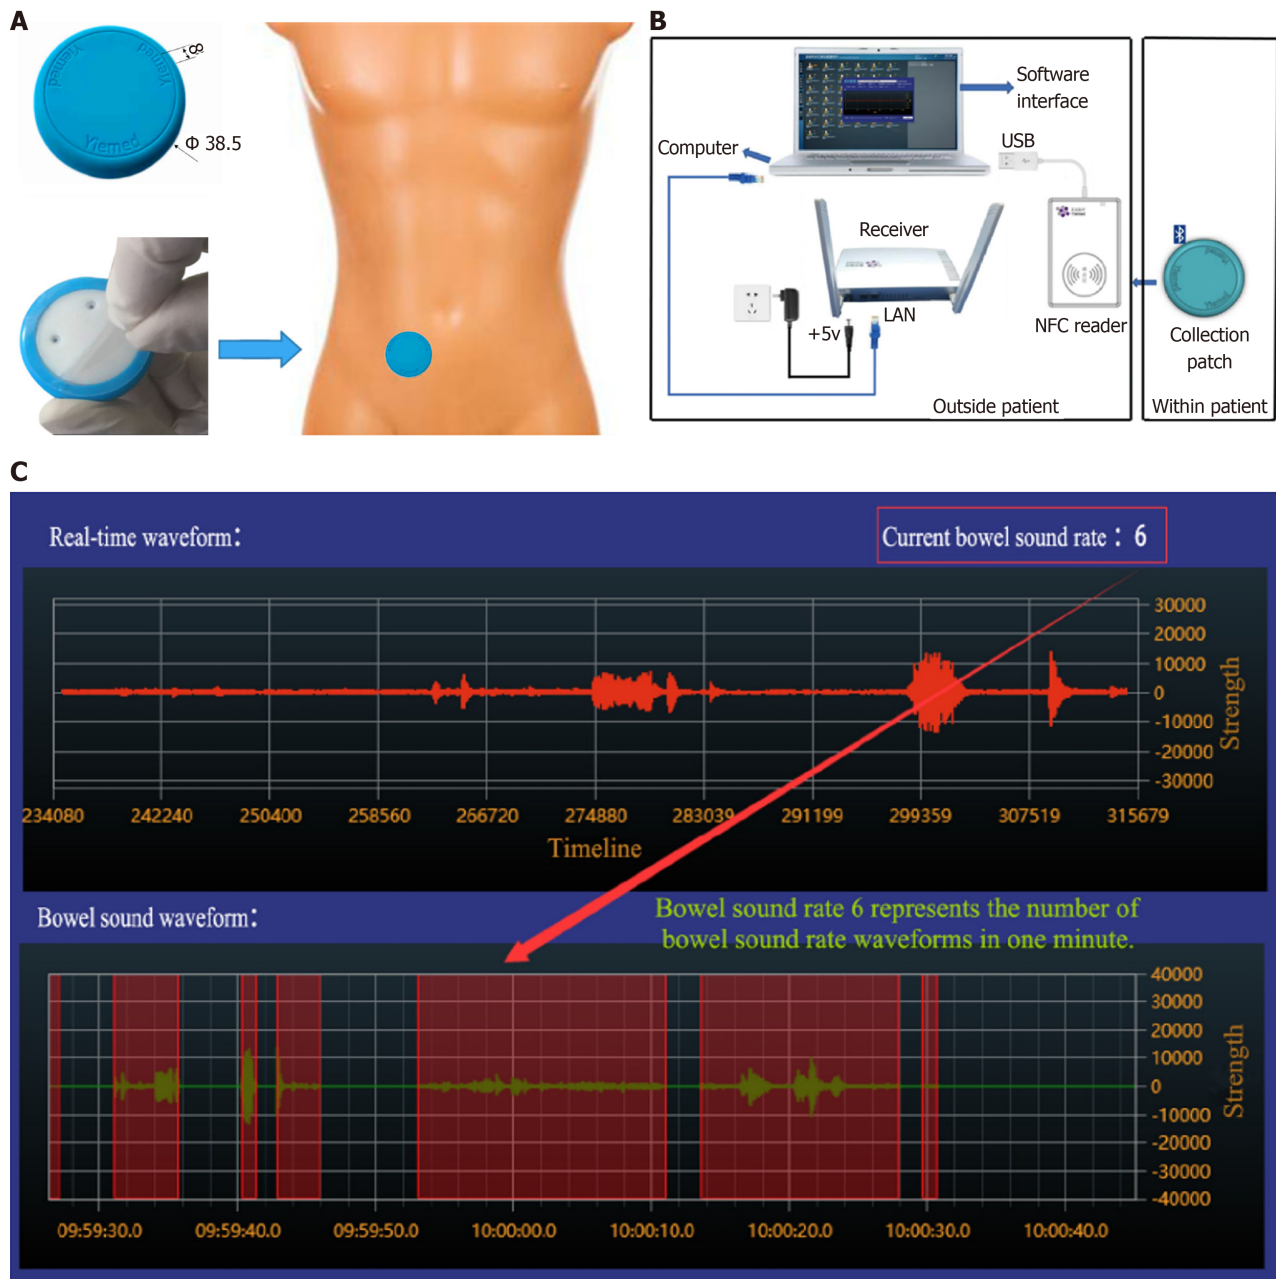 A
Yiemed
Yiemed
8
Yiemed
Φ 38.5
B
Software
interface
Computer
USB
Receiver
LAN
+5v
NFC reader
Collection
patch
Outside patient
Within patient
C
Real-time waveform:
Current bowel sound rate : 6
30000
20000
10000
0
-10000
-20000
-30000
Strength
234080 242240 250400 258560 266720 274880 283039 291199 299359 307519 315679
Timeline
Bowel sound waveform:
Bowel sound rate 6 represents the number of
bowel sound rate waveforms in one minute.
40000
30000
20000
10000
0
-10000
-20000
-30000
-40000
Strength
09:59:30.0 09:59:40.0 09:59:50.0 10:00:00.0 10:00:10.0 10:00:20.0 10:00:30.0 10:00:40.0